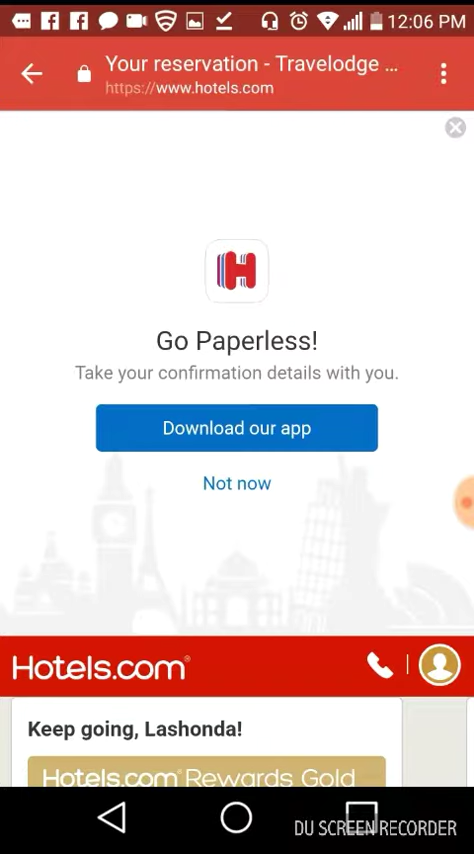 12:06 PM
Your reservation - Travelodge ...
https://www.hotels.com
H
Go Paperless!
Take your confirmation details with you.
Download our app
Not now
Hotels.com®
Keep going, Lashonda!
Hotels.com® Rewards Gold
DU SCREEN RECORDER